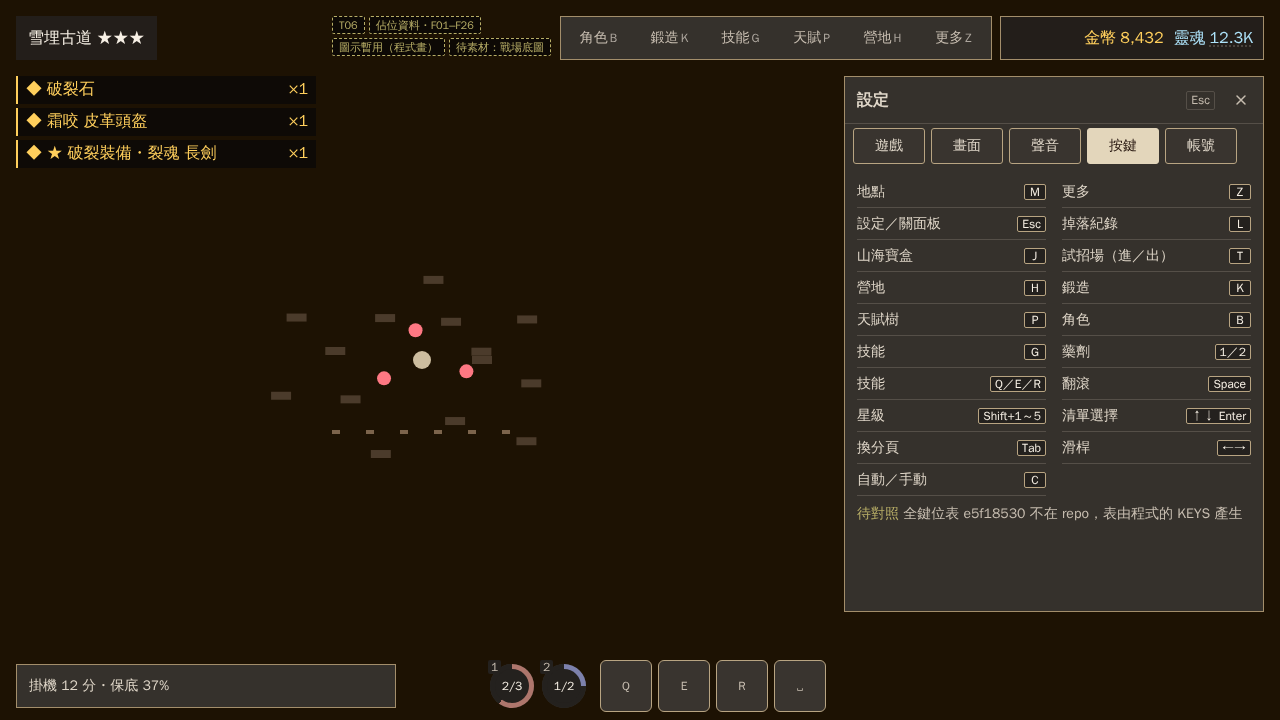 雪埋古道 ★★★
T06 佔位資料・F01—F26
圖示暫用（程式畫） 待素材：戰場底圖
角色B 鍛造K 技能G 天賦P 營地H 更多Z
金幣 8,432 靈魂 12.3K
◆ 破裂石 ×1
◆ 霜咬 皮革頭盔 ×1
◆ ★ 破裂裝備・裂魂 長劍 ×1
設定 Esc ×
遊戲 畫面 聲音 按鍵 帳號
地點 M 更多 Z
設定／關面板 Esc 掉落紀錄 L
山海寶盒 J 試招場（進／出） T
營地 H 鍛造 K
天賦樹 P 角色 B
技能 G 藥劑 1／2
技能 Q／E／R 翻滾 Space
星級 Shift+1～5 清單選擇 ↑↓ Enter
換分頁 Tab 滑桿 ←→
自動／手動 C
待對照 全鍵位表 e5f18530 不在 repo，表由程式的 KEYS 產生
掛機 12 分・保底 37%
1 2/3 2 1/2 Q E R ⎵